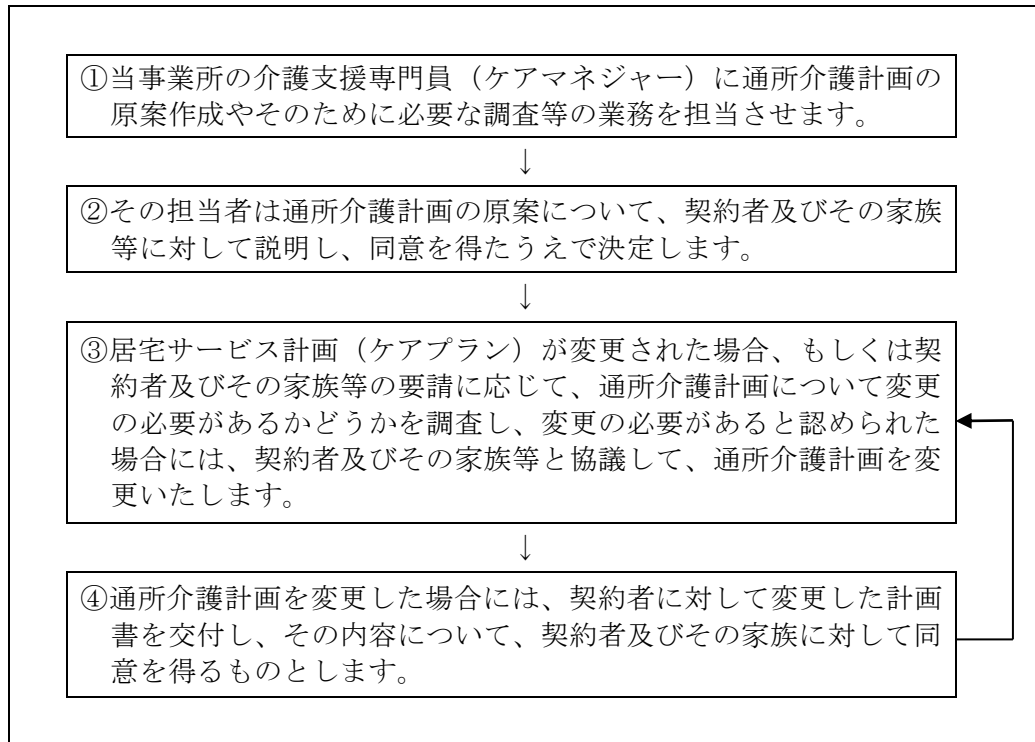 ①当事業所の介護支援専門員（ケアマネジャー）に通所介護計画の
原案作成やそのために必要な調査等の業務を担当させます。
↓
②その担当者は通所介護計画の原案について、契約者及びその家族
等に対して説明し、同意を得たうえで決定します。
↓
③居宅サービス計画（ケアプラン）が変更された場合、もしくは契
約者及びその家族等の要請に応じて、通所介護計画について変更
の必要があるかどうかを調査し、変更の必要があると認められた
場合には、契約者及びその家族等と協議して、通所介護計画を変
更いたします。
↓
④通所介護計画を変更した場合には、契約者に対して変更した計画
書を交付し、その内容について、契約者及びその家族に対して同
意を得るものとします。